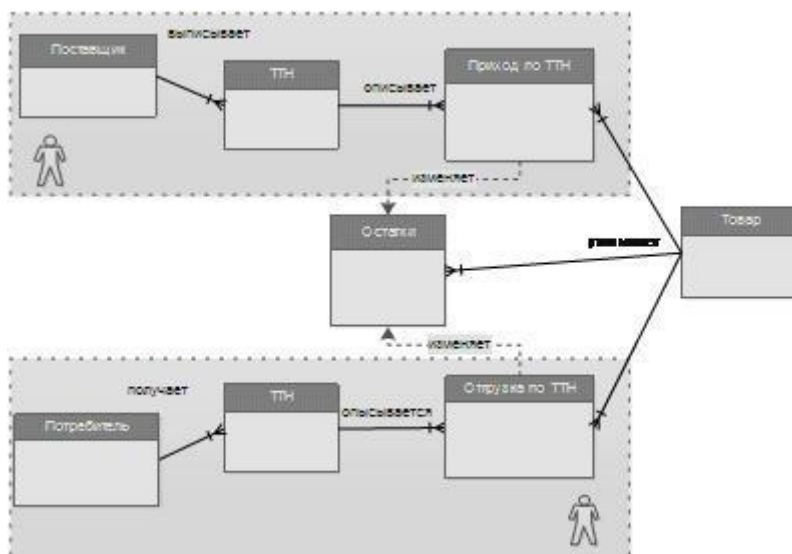 выписывает
Поставщик
ТТН
Приход по ТТН
описывает
изменяет
Товар
Остатки
изменяет
получает
ТТН
Отгрузка по ТТН
описывается
Потребитель